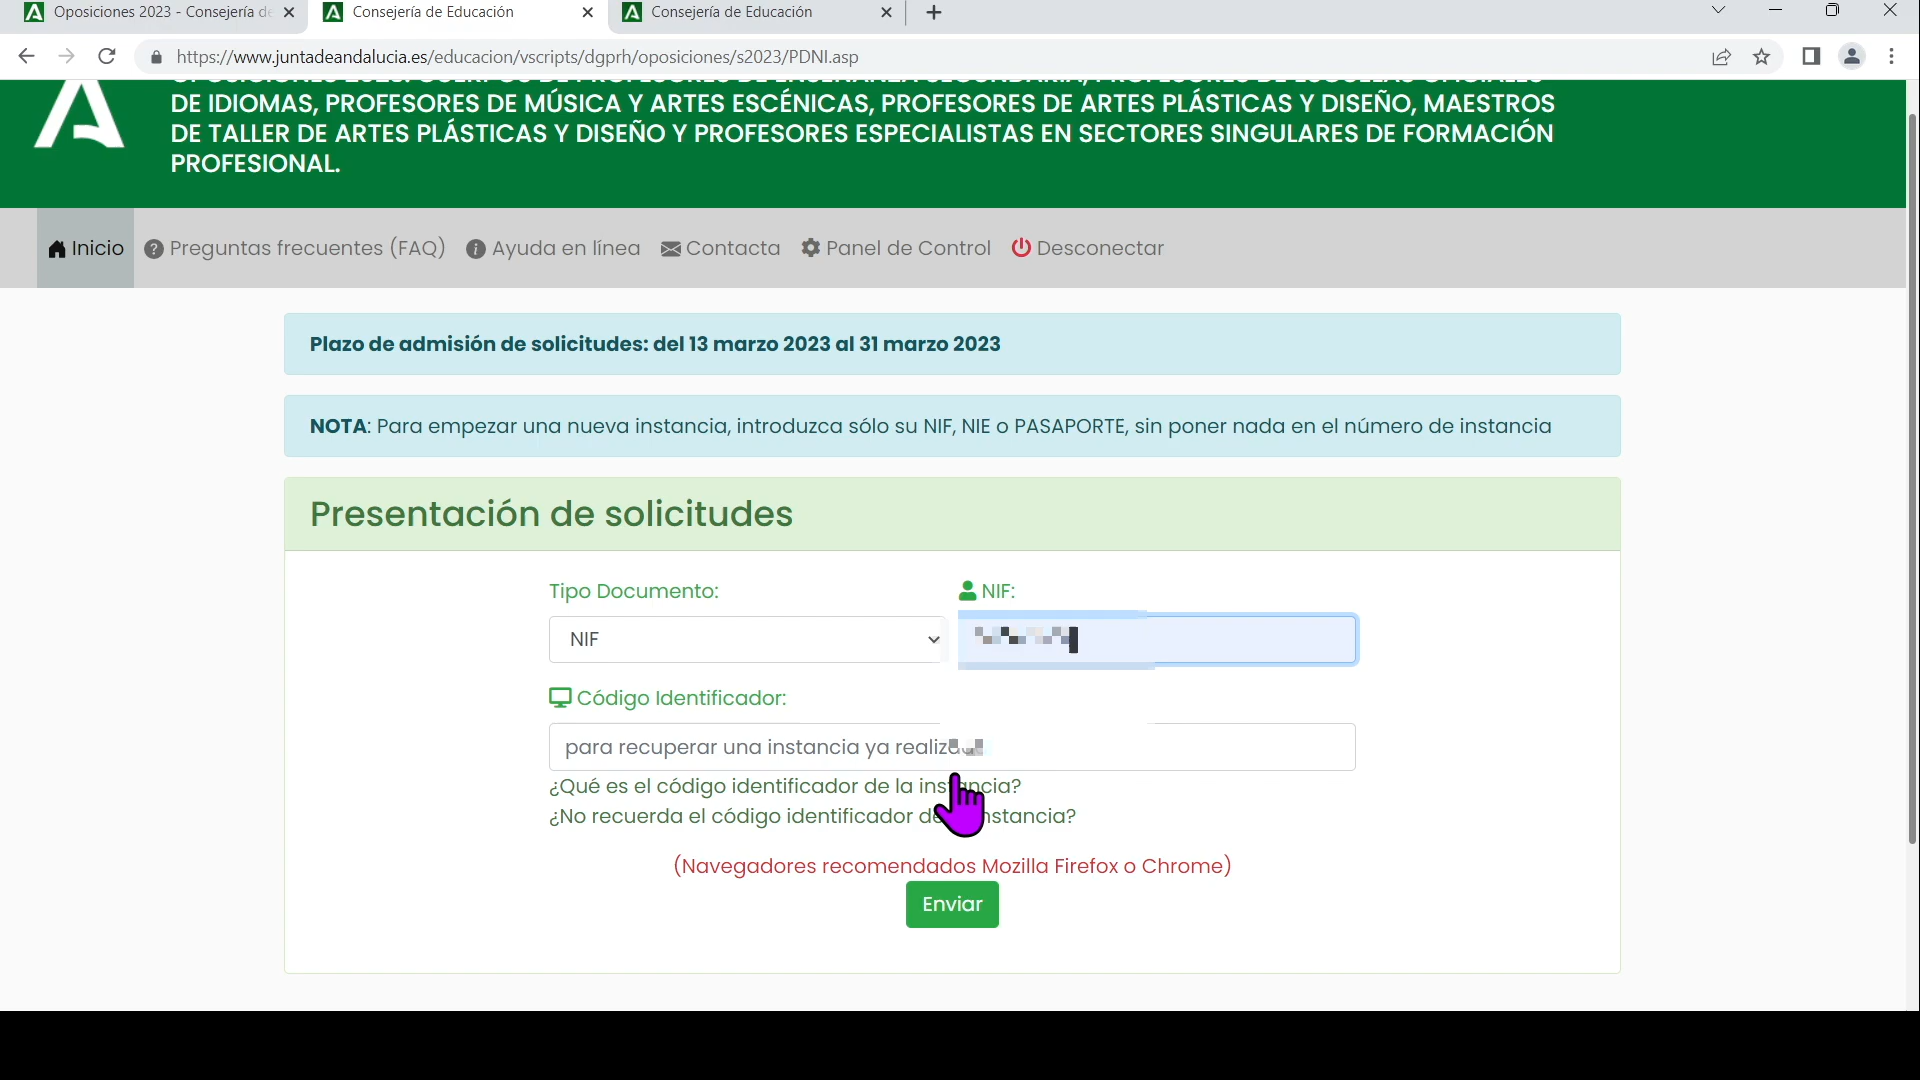 Oposiciones 2023 - Consejería de
Consejería de Educación
Consejería de Educación
https://www.juntadeandalucia.es/educacion/vscripts/dgprh/oposiciones/s2023/PDNI.asp
DE IDIOMAS, PROFESORES DE MÚSICA Y ARTES ESCÉNICAS, PROFESORES DE ARTES PLÁSTICAS Y DISEÑO, MAESTROS
DE TALLER DE ARTES PLÁSTICAS Y DISEÑO Y PROFESORES ESPECIALISTAS EN SECTORES SINGULARES DE FORMACIÓN
PROFESIONAL.
Inicio
Preguntas frecuentes (FAQ)
Ayuda en línea
Contacta
Panel de Control
Desconectar
Plazo de admisión de solicitudes: del 13 marzo 2023 al 31 marzo 2023
NOTA: Para empezar una nueva instancia, introduzca sólo su NIF, NIE o PASAPORTE, sin poner nada en el número de instancia
Presentación de solicitudes
Tipo Documento:
NIF:
NIF
Código Identificador:
para recuperar una instancia ya
¿Qué es el código identificador de la instancia?
¿No recuerda el código identificador de instancia?
(Navegadores recomendados Mozilla Firefox o Chrome)
Enviar